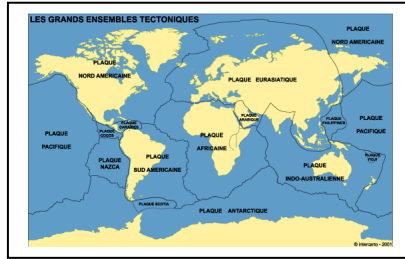 LES GRANDS ENSEMBLES TECTONIQUES
PLAQUE
NORD AMERICAINE
PLAQUE
NORD AMERICAINE
PLAQUE EURASIATIQUE
PLAQUE
CARAIBES
PLAQUE
COCOS
PLAQUE
ARABIQUE
PLAQUE
PHILIPPINES
PLAQUE
PACIFIQUE
PLAQUE
NAZCA
PLAQUE
SUD AMERICAINE
PLAQUE
AFRICAINE
PLAQUE
INDO-AUSTRALIENNE
PLAQUE
PACIFIQUE
PLAQUE
FIDJI
PLAQUE SCOTIA
PLAQUE ANTARCTIQUE
© intercarto - 2001